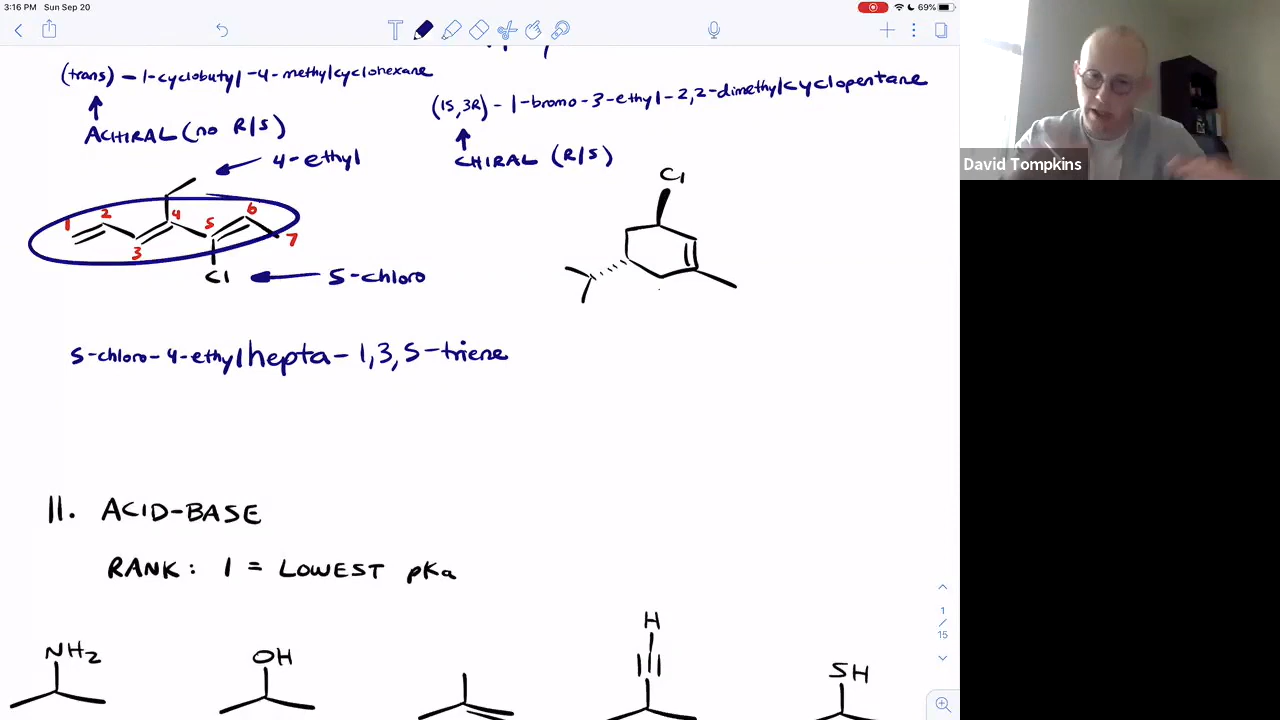 3:16 PM Sun Sep 20
69%
T
(trans) - 1-cyclobutyl-4-methylcyclohexane
(1S,3R) - 1-bromo-3-ethyl-2,2-dimethylcyclopentane
ACHIRAL (no R/S)
CHIRAL (R/S)
David Tompkins
4-ethyl
Cl
1 2 3 4 5 6 7
Cl
5-chloro
5-chloro-4-ethylhepta-1,3,5-triene
II. ACID-BASE
RANK: 1 = LOWEST pKa
1
/
15
H
NH2
OH
SH